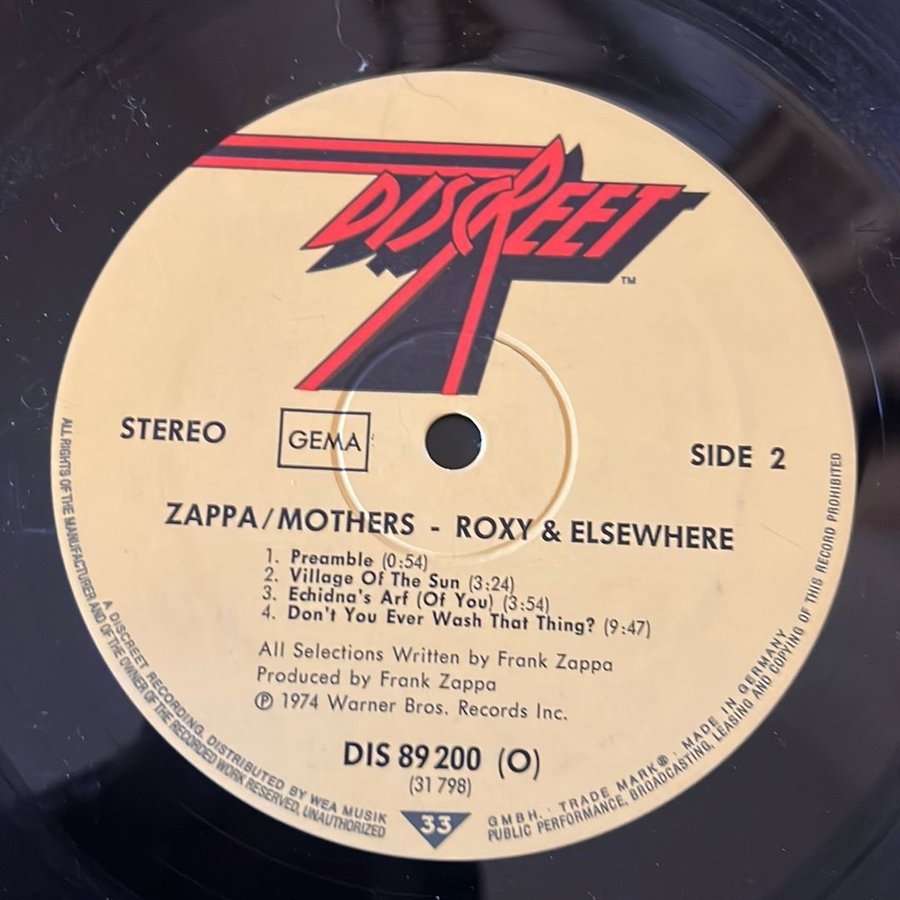 DISCREET
TM
STEREO
GEMA
SIDE 2
ZAPPA/MOTHERS - ROXY & ELSEWHERE
1. Preamble (0:54)
2. Village Of The Sun (3:24)
3. Echidna's Arf (Of You) (3:54)
4. Don't You Ever Wash That Thing? (9:47)
All Selections Written by Frank Zappa
Produced by Frank Zappa
℗ 1974 Warner Bros. Records Inc.
DIS 89 200 (O)
(31 798)
33
A DISCREET RECORDING. DISTRIBUTED BY WEA MUSIK GMBH. · TRADE MARK® · MADE IN GERMANY
ALL RIGHTS OF THE MANUFACTURER AND OF THE OWNER OF THE RECORDED WORK RESERVED, UNAUTHORIZED PUBLIC PERFORMANCE, BROADCASTING, LEASING AND COPYING OF THIS RECORD PROHIBITED